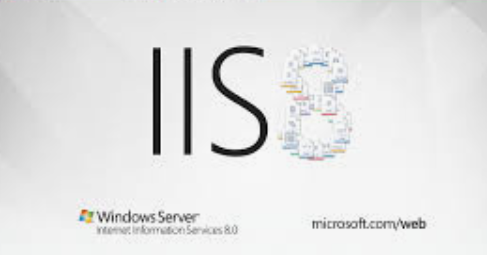 IIS8
Windows Server
Internet Information Services 8.0
microsoft.com/web